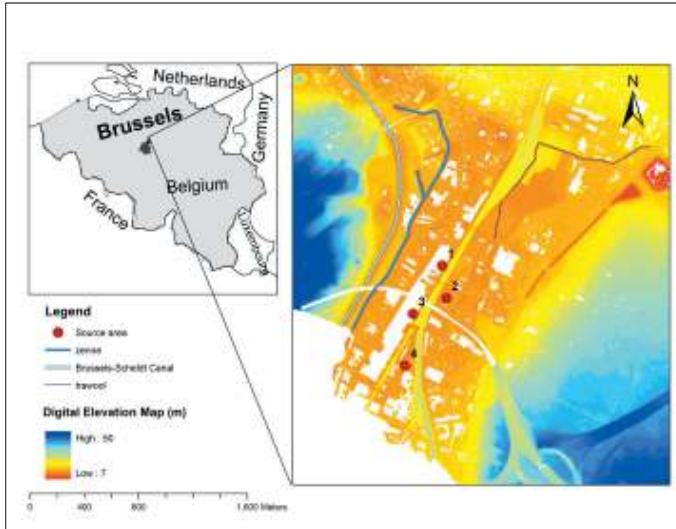 Netherlands
Brussels
Germany
Belgium
France
Luxembourg
N
1
2
3
4
Legend
Source area
zenne
Brussels-Scheldt Canal
trawool
Digital Elevation Map (m)
High : 50
Low : 7
0 400 800 1,600 Meters